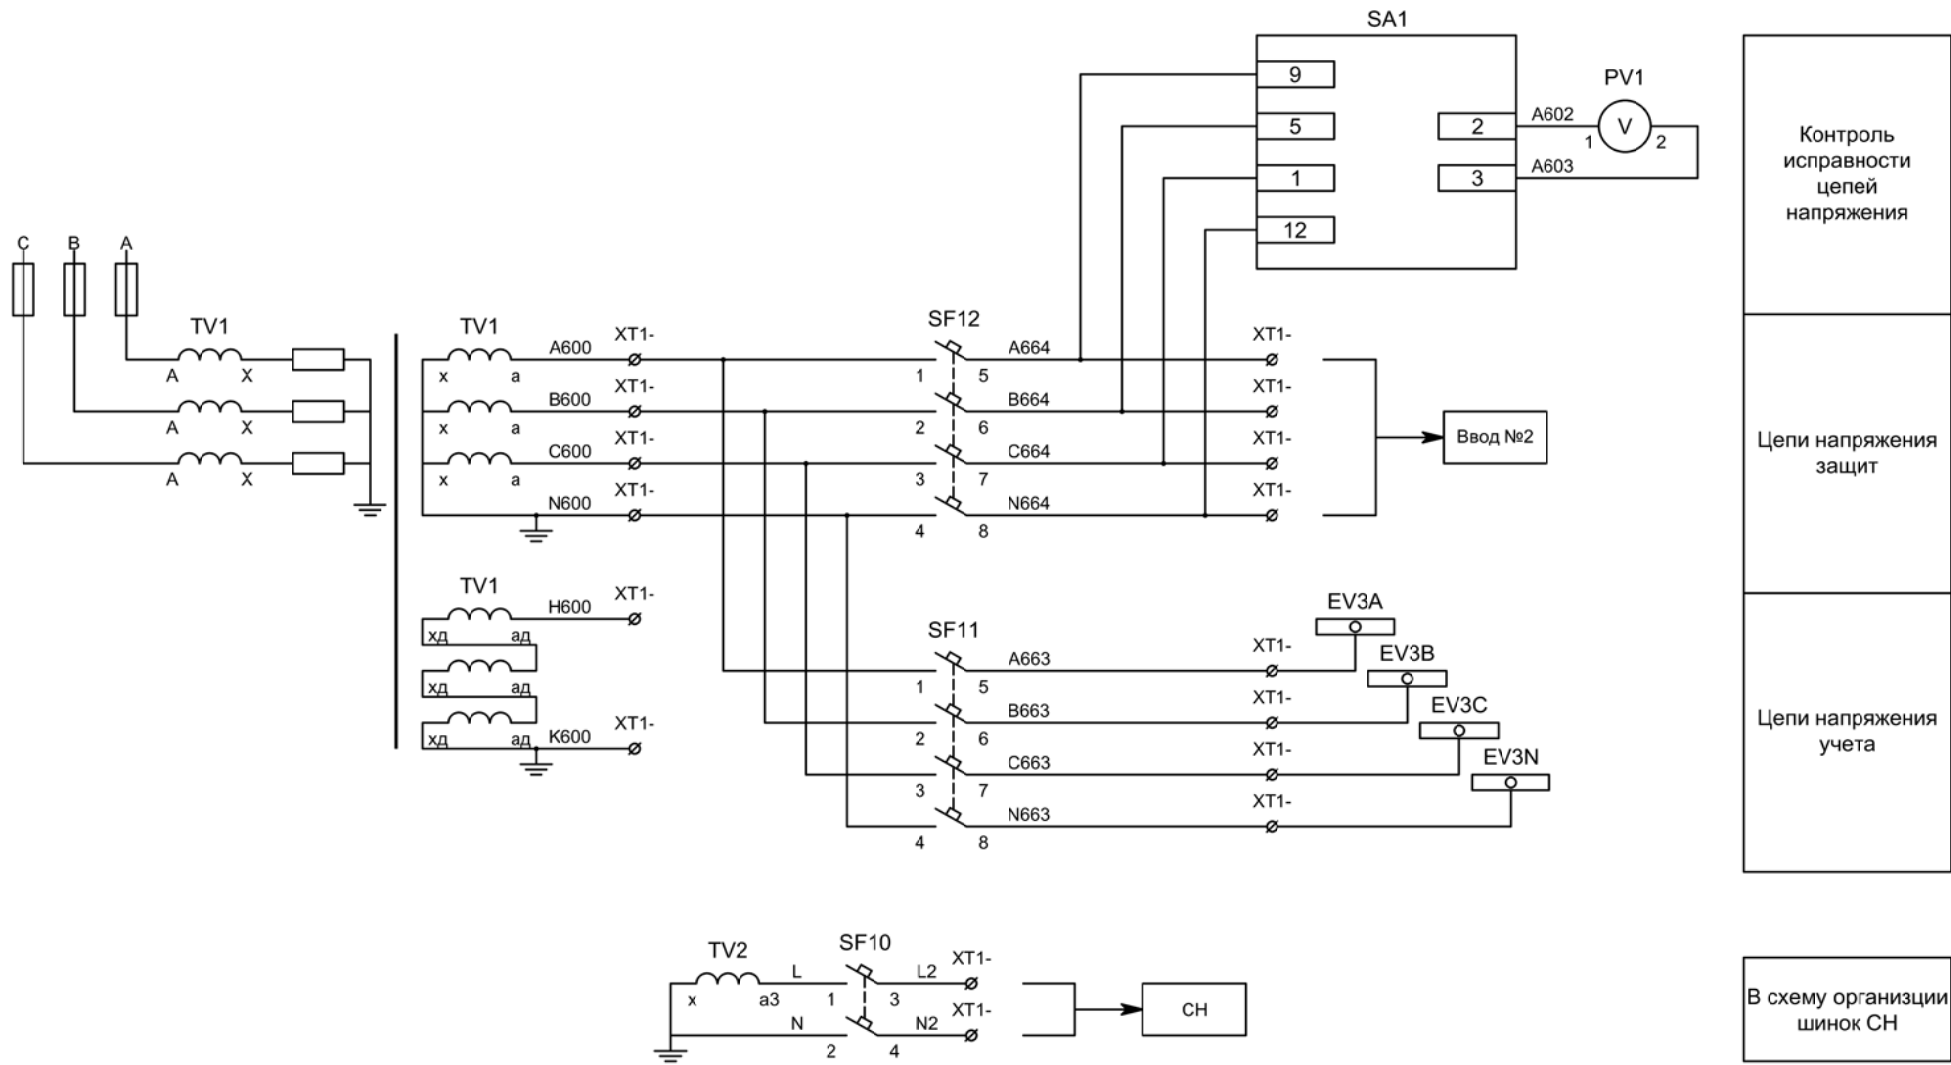 SA1
9
PV1
5
2
A602
V
1
2
1
3
A603
12
Контроль
исправности
цепей
напряжения
C
B
A
TV1
TV1
A600
XT1-
SF12
A664
XT1-
A
X
x
a
1
5
B600
XT1-
B664
XT1-
A
X
x
a
2
6
C600
XT1-
C664
XT1-
A
X
x
a
3
7
N600
XT1-
N664
XT1-
4
8
Ввод №2
Цепи напряжения
защит
TV1
H600
XT1-
хд
ад
хд
ад
хд
ад
K600
XT1-
SF11
A663
XT1-
EV3A
1
5
B663
XT1-
EV3B
2
6
C663
XT1-
EV3C
3
7
N663
XT1-
EV3N
4
8
Цепи напряжения
учета
TV2
SF10
L
L2
XT1-
x
a3
1
3
N
N2
XT1-
2
4
СН
В схему организции
шинок СН